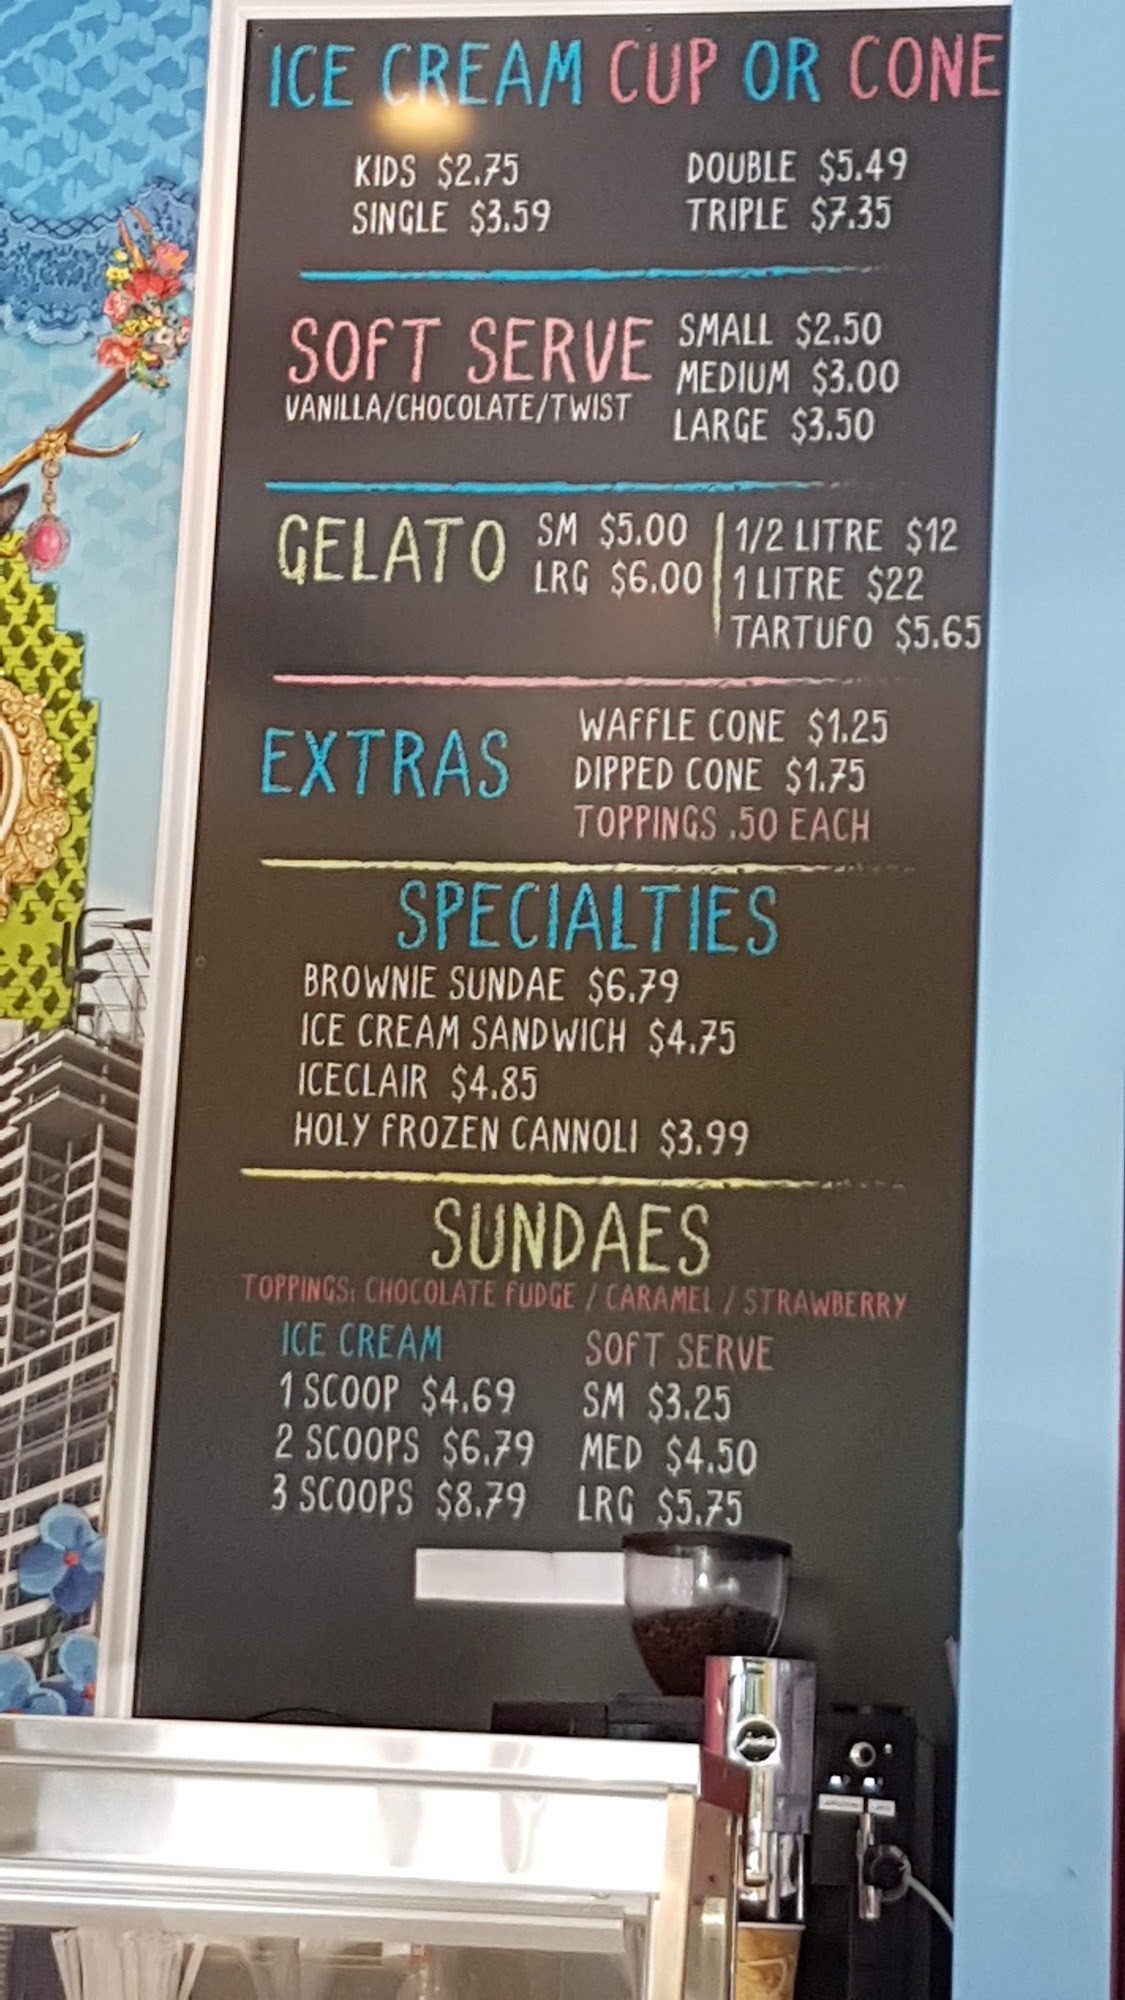 ICE CREAM CUP OR CONE
KIDS $2.75
SINGLE $3.59
DOUBLE $5.49
TRIPLE $7.35
SOFT SERVE
VANILLA/CHOCOLATE/TWIST
SMALL $2.50
MEDIUM $3.00
LARGE $3.50
GELATO
SM $5.00
LRG $6.00
1/2 LITRE $12
1 LITRE $22
TARTUFO $5.65
EXTRAS
WAFFLE CONE $1.25
DIPPED CONE $1.75
TOPPINGS .50 EACH
SPECIALTIES
BROWNIE SUNDAE $6.79
ICE CREAM SANDWICH $4.75
ICECLAIR $4.85
HOLY FROZEN CANNOLI $3.99
SUNDAES
TOPPINGS: CHOCOLATE FUDGE / CARAMEL / STRAWBERRY
ICE CREAM
1 SCOOP $4.69
2 SCOOPS $6.79
3 SCOOPS $8.79
SOFT SERVE
SM $3.25
MED $4.50
LRG $5.75
jura